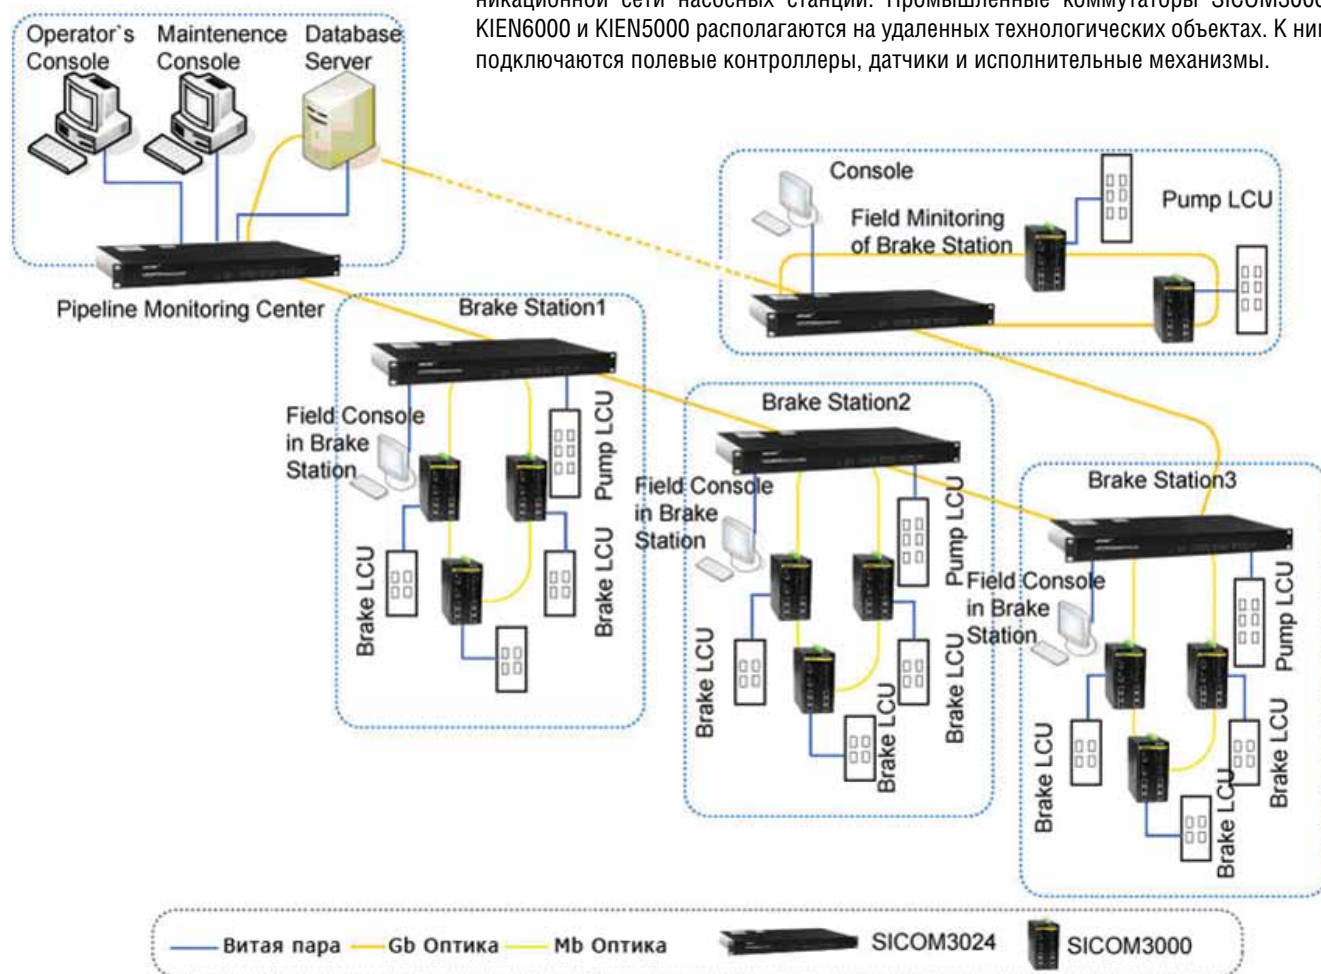 никационной сети насосных станций. Промышленные коммутаторы SICOM3000
KIEN6000 и KIEN5000 располагаются на удаленных технологических объектах. К ни
подключаются полевые контроллеры, датчики и исполнительные механизмы.
Operator`s
Console
Maintenence
Console
Database
Server
Pipeline Monitoring Center
Console
Field Minitoring
of Brake Station
Pump LCU
Brake Station1
Field Console
in Brake
Station
Pump LCU
Brake LCU
Brake LCU
Brake Station2
Field Console
in Brake
Station
Pump LCU
Brake LCU
Brake LCU
Brake LCU
Brake Station3
Field Console
in Brake
Station
Pump LCU
Brake LCU
Brake LCU
Brake LCU
Витая пара
Gb Оптика
Mb Оптика
SICOM3024
SICOM3000